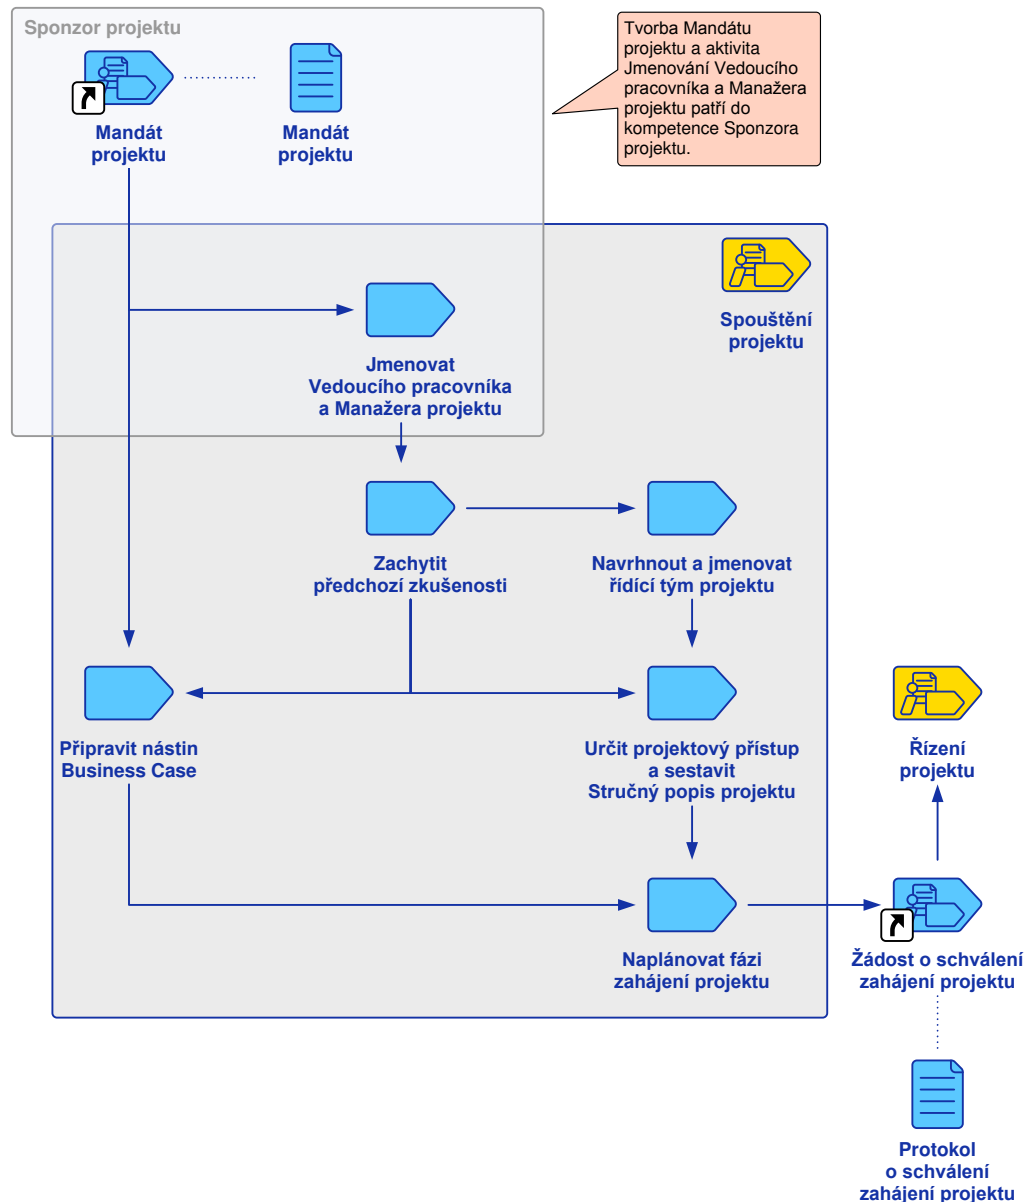 Sponzor projektu
Tvorba Mandátu
projektu a aktivita
Jmenování Vedoucího
pracovníka a Manažera
projektu patří do
kompetence Sponzora
projektu.
Mandát
projektu
Mandát
projektu
Spouštění
projektu
Jmenovat
Vedoucího pracovníka
a Manažera projektu
Zachytit
předchozí zkušenosti
Navrhnout a jmenovat
řídící tým projektu
Připravit nástin
Business Case
Určit projektový přístup
a sestavit
Stručný popis projektu
Řízení
projektu
Naplánovat fázi
zahájení projektu
Žádost o schválení
zahájení projektu
Protokol
o schválení
zahájení projektu